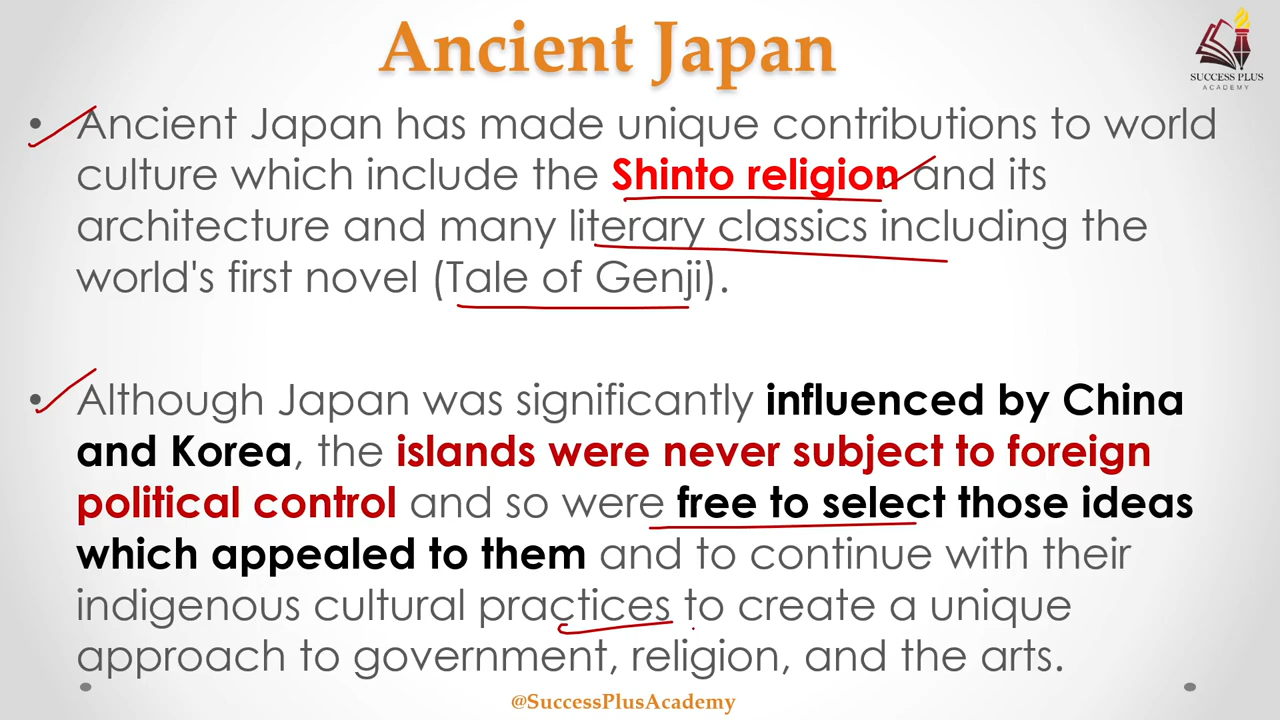 Ancient Japan
SUCCESS PLUS
ACADEMY
• Ancient Japan has made unique contributions to world
culture which include the Shinto religion and its
architecture and many literary classics including the
world's first novel (Tale of Genji).
• Although Japan was significantly influenced by China
and Korea, the islands were never subject to foreign
political control and so were free to select those ideas
which appealed to them and to continue with their
indigenous cultural practices to create a unique
approach to government, religion, and the arts.
@SuccessPlusAcademy